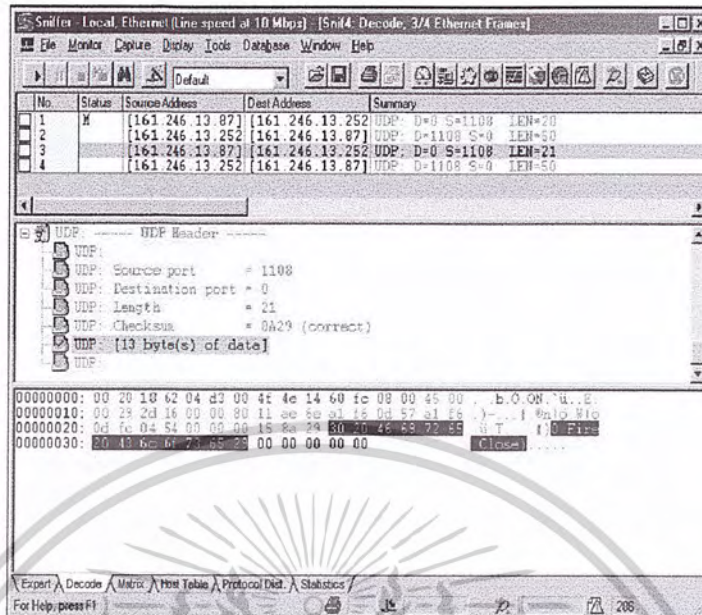 Sniffer - Local, Ethernet (Line speed at 10 Mbps) - [Snif4: Decode, 3/4 Ethernet Frames]
File Monitor Capture Display Tools Database Window Help
Default
No. Status Source Address Dest Address Summary
1 M [161.246.13.87] [161.246.13.252 UDP: D=0 S=1108 LEN=20
2 [161.246.13.252 [161.246.13.87] UDP: D=1108 S=0 LEN=50
3 [161.246.13.87] [161.246.13.252 UDP: D=0 S=1108 LEN=21
4 [161.246.13.252 [161.246.13.87] UDP: D=1108 S=0 LEN=50
UDP: ----- UDP Header -----
UDP:
UDP: Source port = 1108
UDP: Destination port = 0
UDP: Length = 21
UDP: Checksum = 8A29 (correct)
UDP: [13 byte(s) of data]
UDP:
00000000: 00 20 18 62 04 d3 00 4f 4e 14 60 fc 08 00 45 00
00000010: 00 29 2d 16 00 00 80 11 ae 6e a1 f6 0d 57 a1 f6
00000020: 0d fc 04 54 00 00 00 15 8a 29 30 20 46 69 72 65 0 Fire
00000030: 20 43 6c 6f 73 65 29 00 00 00 00 00 Close).....
Expert Decode Matrix Host Table Protocol Dist. Statistics
For Help, press F1 206